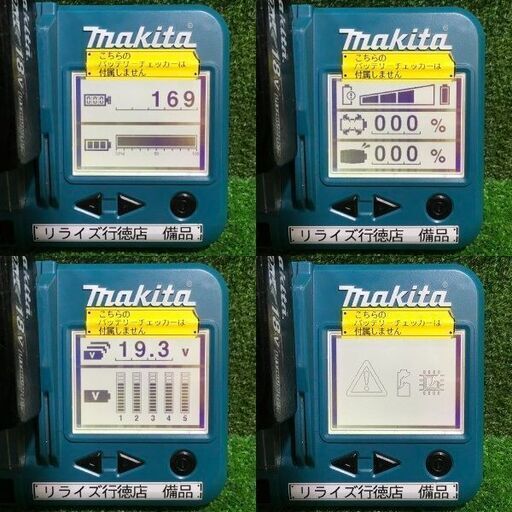 makita
こちらの
バッテリーチェッカーは
付属しません
169
0 50 100
リライズ行徳店 備品
18V
makita
こちらの
バッテリーチェッカーは
付属しません
000 %
000 %
リライズ行徳店 備品
makita
こちらの
バッテリーチェッカーは
付属しません
V 19.3 v
V
1 2 3 4 5
リライズ行徳店 備品
18V
makita
こちらの
バッテリーチェッカーは
付属しません
リライズ行徳店 備品